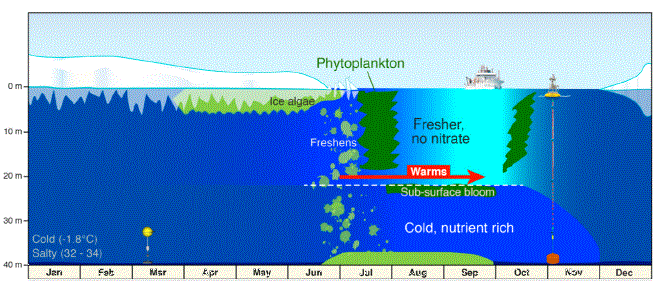 Phytoplankton
0 m
Ice algae
10 m
Freshens
Fresher,
no nitrate
20 m
Warms
Sub-surface bloom
30 m
Cold, nutrient rich
Cold (-1.8°C)
Salty (32 - 34)
40 m
Jan Feb Mar Apr May Jun Jul Aug Sep Oct Nov Dec